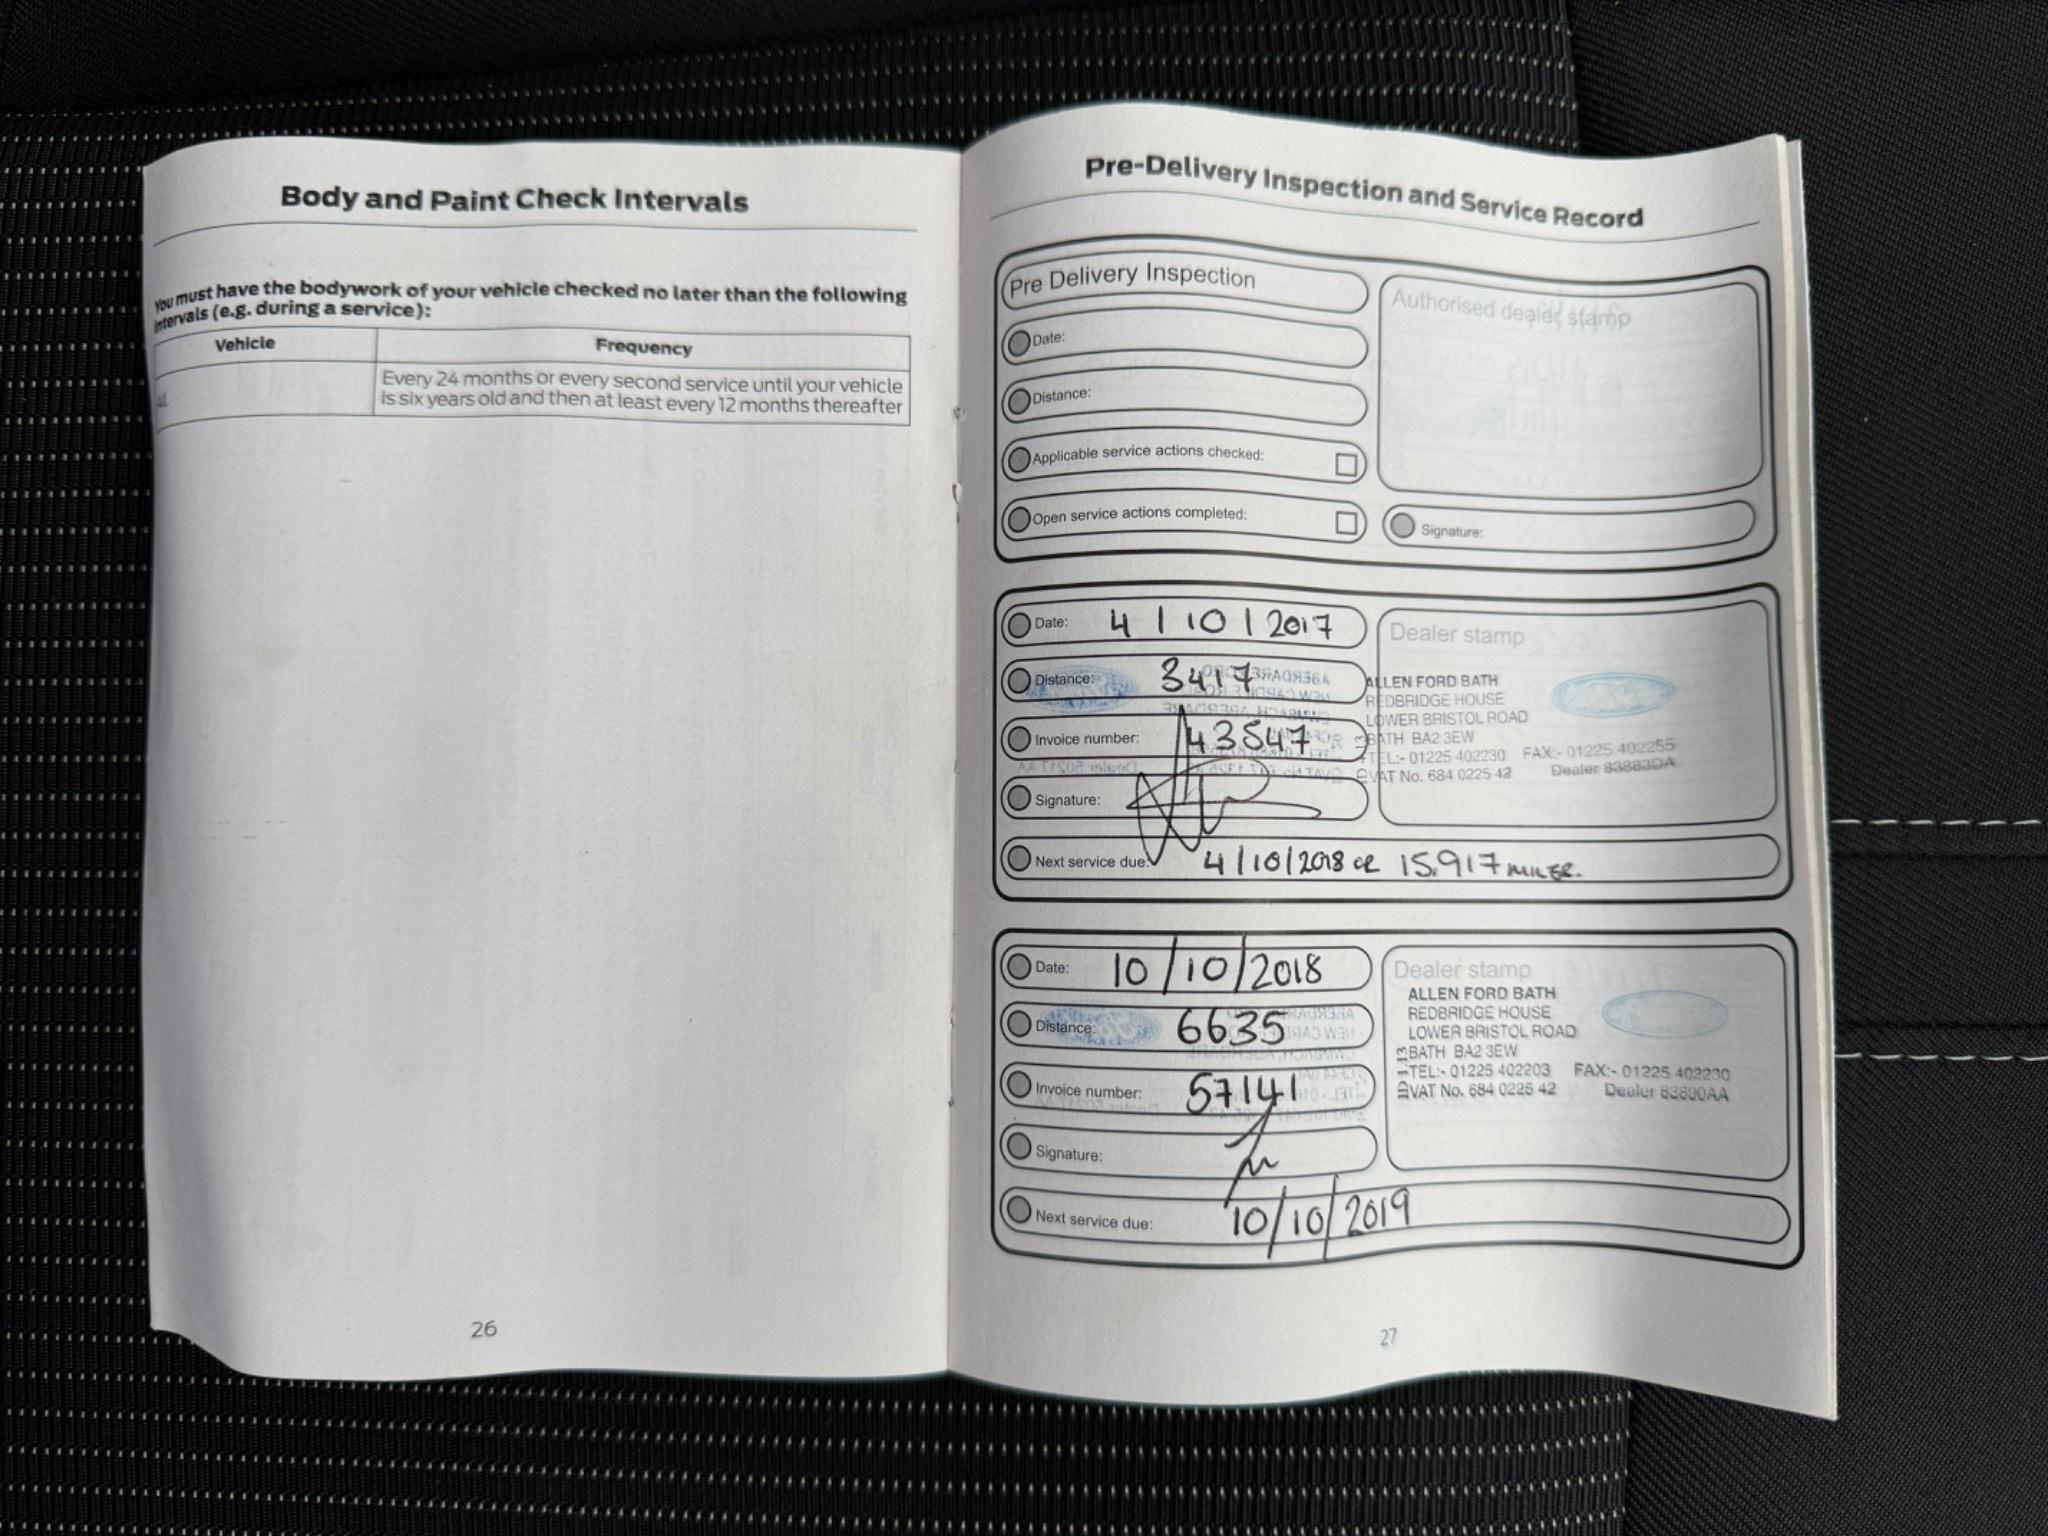 Body and Paint Check Intervals
You must have the bodywork of your vehicle checked no later than the following
intervals (e.g. during a service):
Vehicle Frequency
All Every 24 months or every second service until your vehicle
is six years old and then at least every 12 months thereafter
26
Pre-Delivery Inspection and Service Record
Pre Delivery Inspection
Authorised dealer stamp
Date:
Distance:
Applicable service actions checked:
Open service actions completed:
Signature:
Date: 4/10/2017
Dealer stamp
Distance: 3417
ALLEN FORD BATH
REDBRIDGE HOUSE
LOWER BRISTOL ROAD
Invoice number: 43547
BATH BA2 3EW
TEL:- 01225 402230 FAX:- 01225 402255
VAT No. 684 0225 42 Dealer 83883DA
Signature:
Next service due: 4/10/2018 or 15,917 MILES.
Date: 10/10/2018
Dealer stamp
ALLEN FORD BATH
Distance: 6635
REDBRIDGE HOUSE
LOWER BRISTOL ROAD
BATH BA2 3EW
Invoice number: 57141
TEL:- 01225 402203 FAX:- 01225 402230
VAT No. 684 0225 42 Dealer 83890AA
Signature:
Next service due: 10/10/2019
27